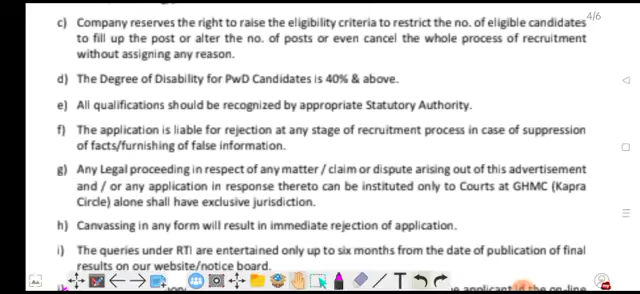 4/6
c) Company reserves the right to raise the eligibility criteria to restrict the no. of eligible candidates
to fill up the post or alter the no. of posts or even cancel the whole process of recruitment
without assigning any reason.
d) The Degree of Disability for PwD Candidates is 40% & above.
e) All qualifications should be recognized by appropriate Statutory Authority.
f) The application is liable for rejection at any stage of recruitment process in case of suppression
of facts/furnishing of false information.
g) Any Legal proceeding in respect of any matter / claim or dispute arising out of this advertisement
and / or any application in response thereto can be instituted only to Courts at GHMC (Kapra
Circle) alone shall have exclusive jurisdiction.
h) Canvassing in any form will result in immediate rejection of application.
i) The queries under RTI are entertained only up to six months from the date of publication of final
results on our website/notice board.
the applicant in the on-line